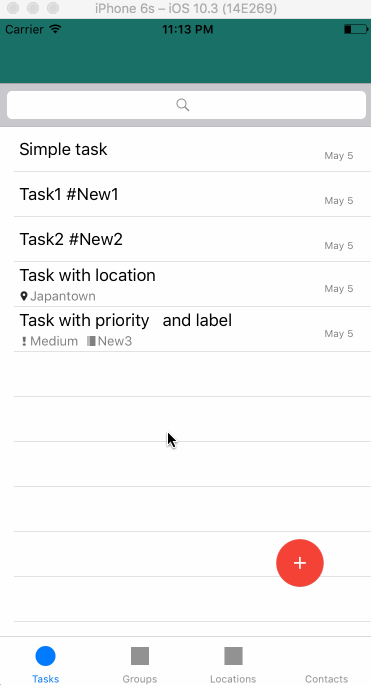 iPhone 6s – iOS 10.3 (14E269)
Carrier 11:13 PM
Simple task
May 5
Task1 #New1
May 5
Task2 #New2
May 5
Task with location
Japantown
May 5
Task with priority   and label
Medium New3
May 5
+
Tasks Groups Locations Contacts